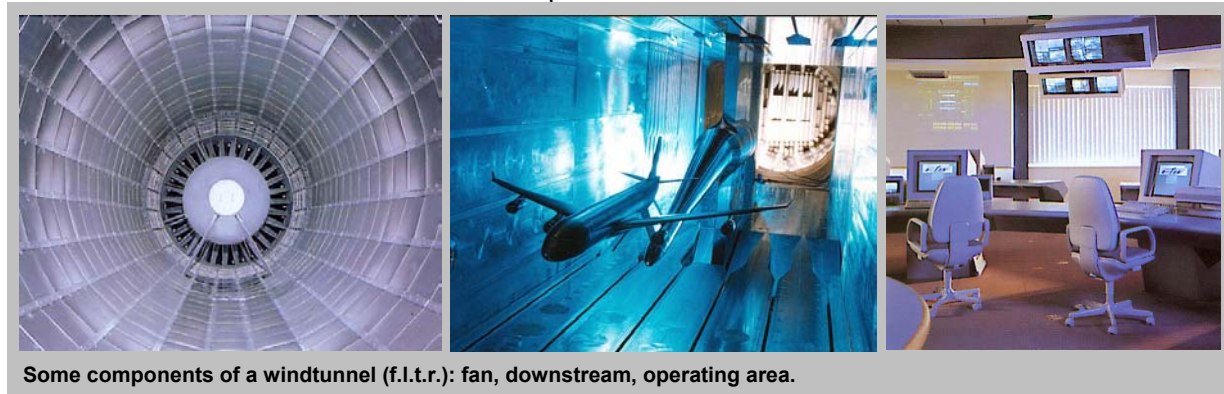 Some components of a windtunnel (f.l.t.r.): fan, downstream, operating area.